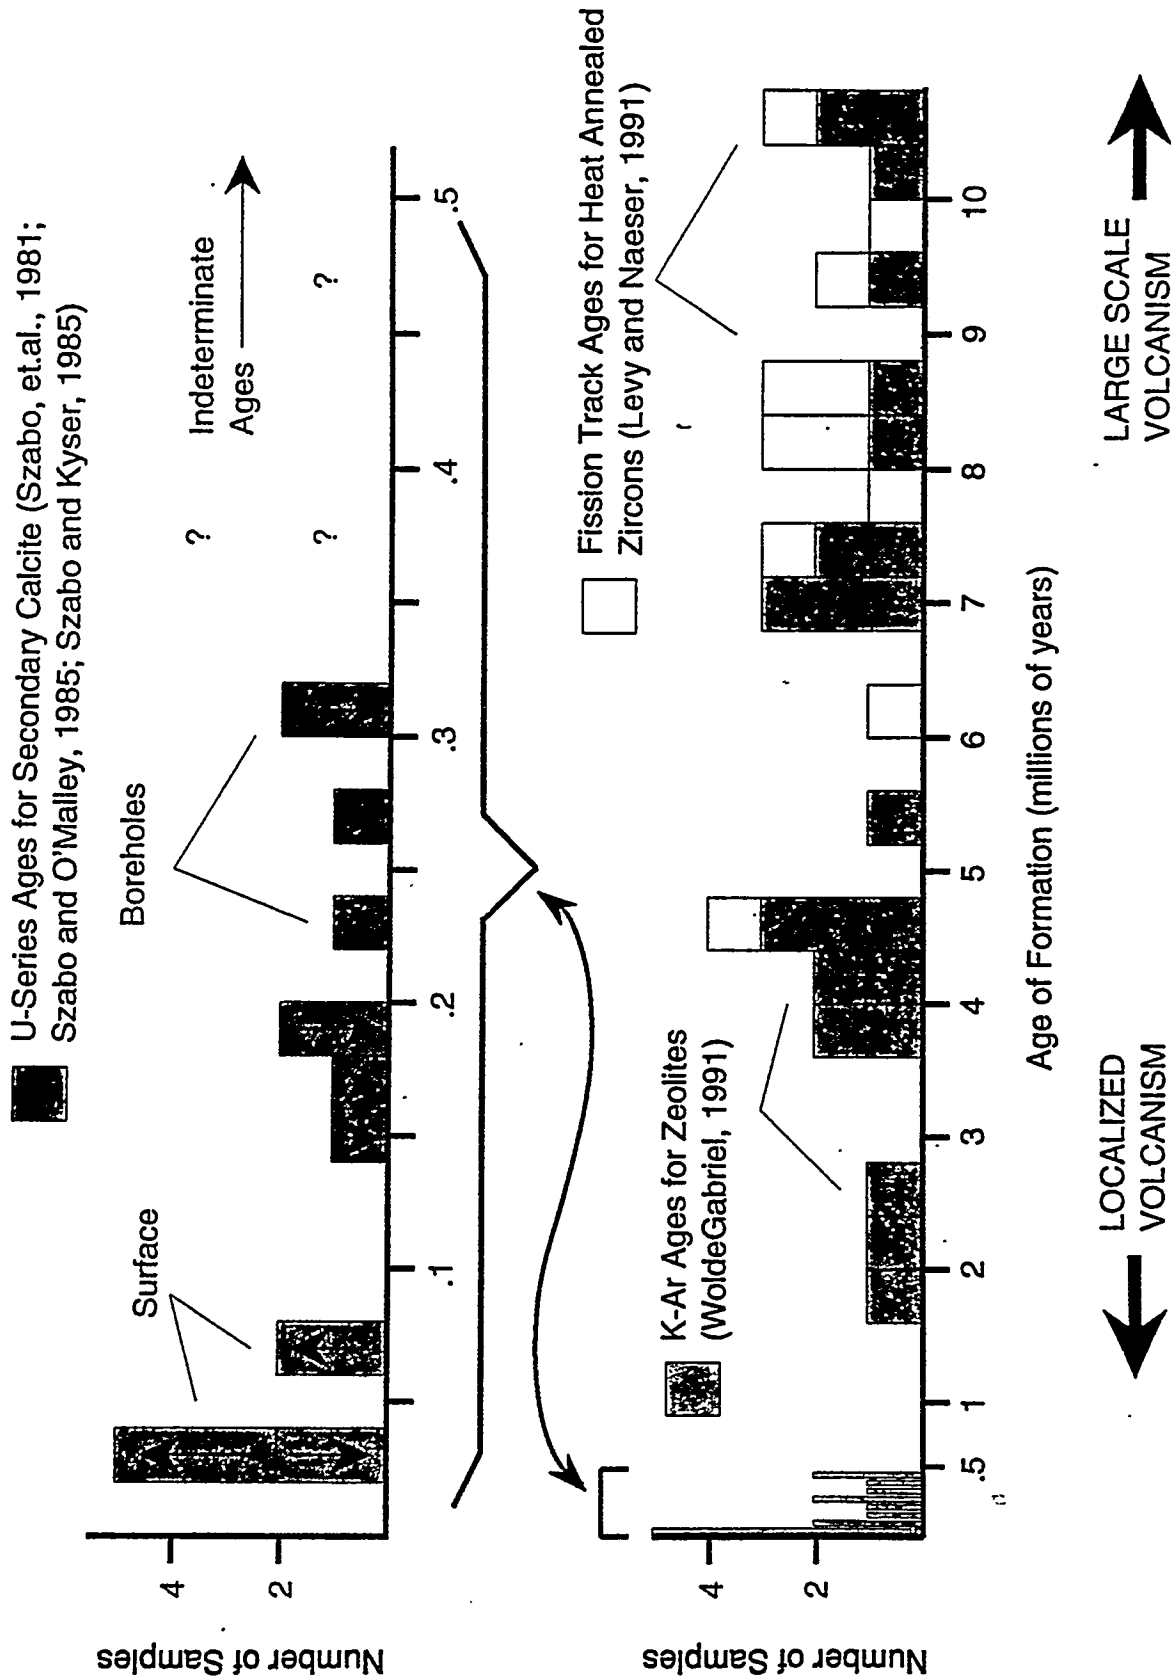 U-Series Ages for Secondary Calcite (Szabo, et.al., 1981;
Szabo and O'Malley, 1985; Szabo and Kyser, 1985)
Surface
Boreholes
Indeterminate
Ages
?
?
?
Number of Samples
4
2
.1
.2
.3
.4
.5
K-Ar Ages for Zeolites
(WoldeGabriel, 1991)
Fission Track Ages for Heat Annealed
Zircons (Levy and Naeser, 1991)
Number of Samples
4
2
.5
1
2
3
4
5
6
7
8
9
10
Age of Formation (millions of years)
LOCALIZED
VOLCANISM
LARGE SCALE
VOLCANISM